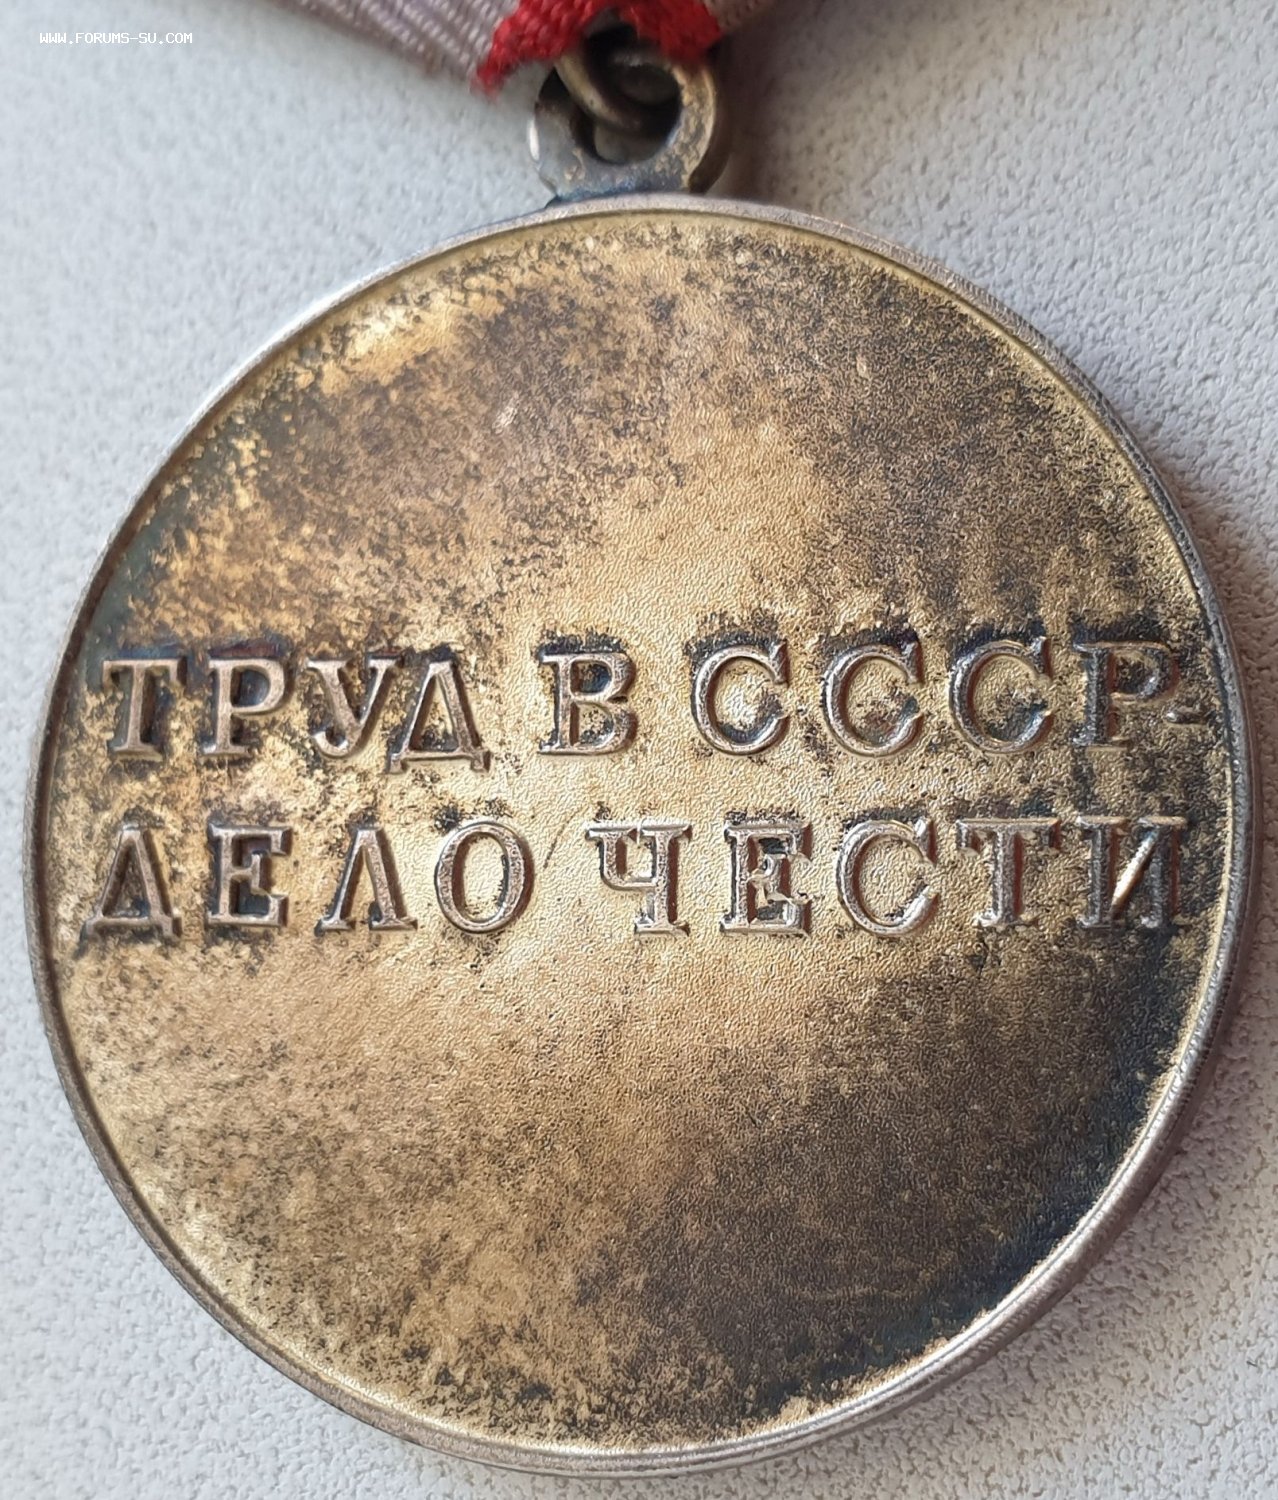 WWW.FORUMS-SU.COM
ТРУД В СССР-
ДЕЛО ЧЕСТИ